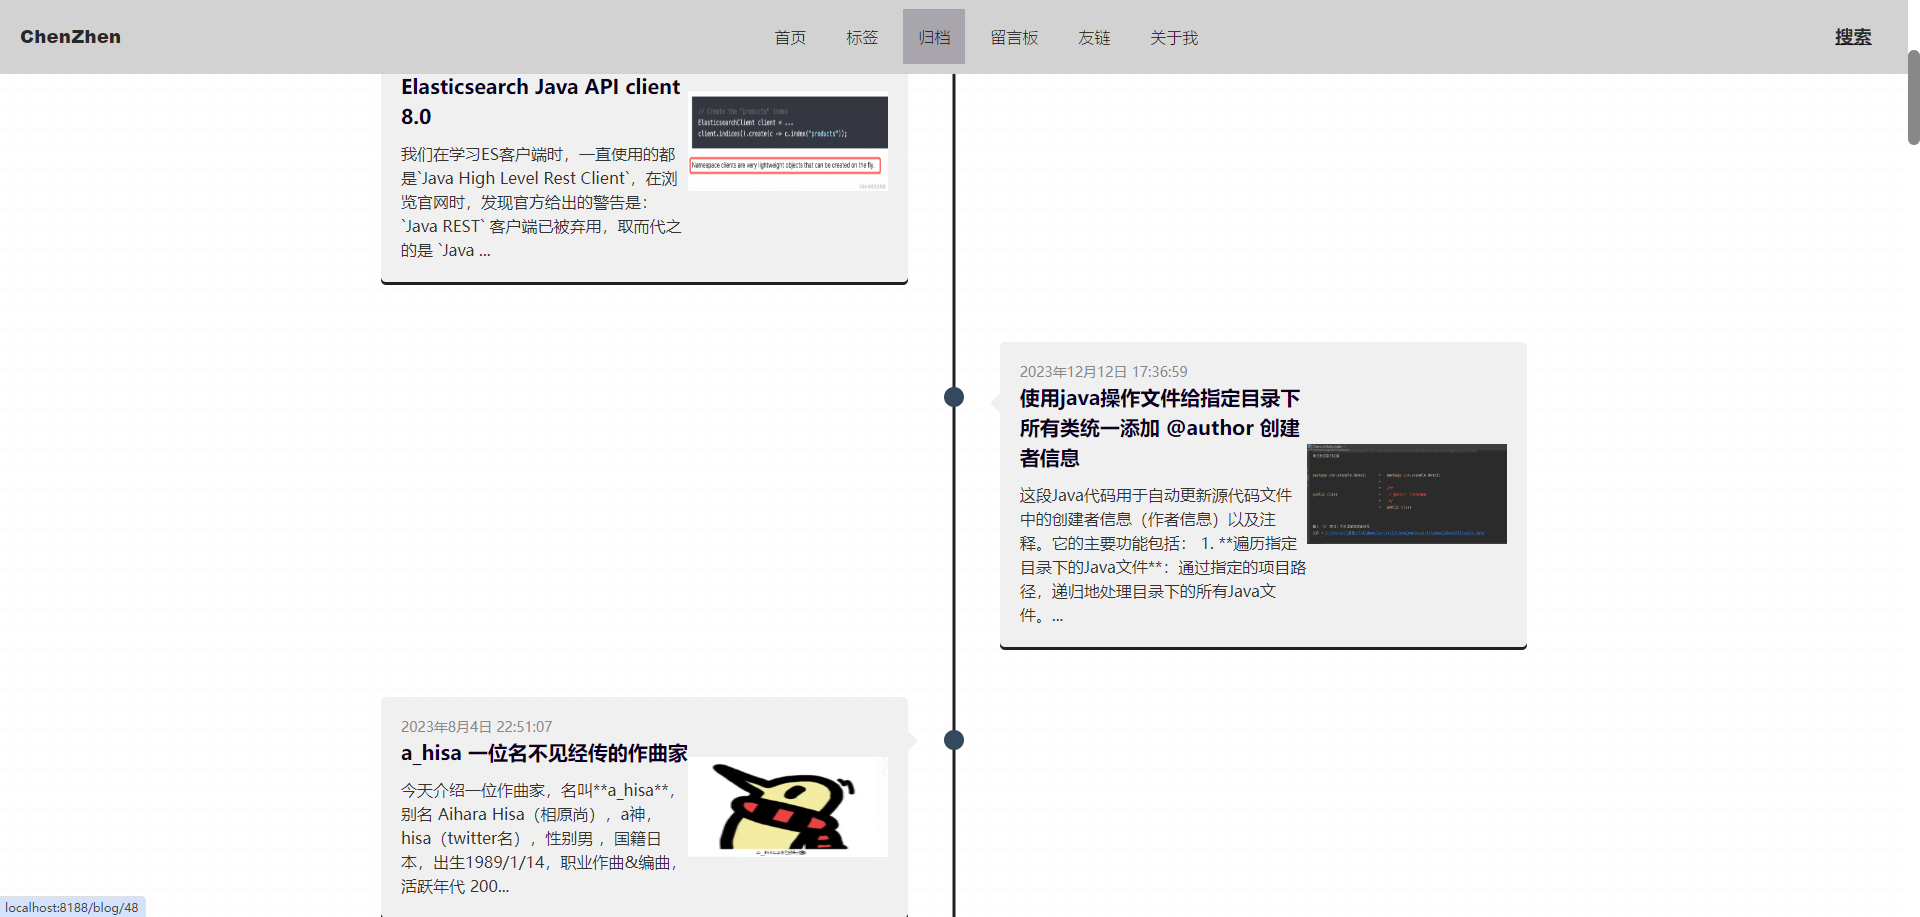 ChenZhen
首页 标签 归档 留言板 友链 关于我
搜索
Elasticsearch Java API client
8.0
我们在学习ES客户端时，一直使用的都
是`Java High Level Rest Client`，在浏
览官网时，发现官方给出的警告是：
`Java REST` 客户端已被弃用，取而代之
的是 `Java ...
// Create the "products" index
ElasticsearchClient client = ...
client.indices().create(c -> c.index("products"));
Namespace clients are very lightweight objects that can be created on the fly.
2023年12月12日 17:36:59
使用java操作文件给指定目录下
所有类统一添加 @author 创建
者信息
这段Java代码用于自动更新源代码文件
中的创建者信息（作者信息）以及注
释。它的主要功能包括： 1. **遍历指定
目录下的Java文件**：通过指定的项目路
径，递归地处理目录下的所有Java文
件。...
2023年8月4日 22:51:07
a_hisa 一位名不见经传的作曲家
今天介绍一位作曲家，名叫**a_hisa**，
别名 Aihara Hisa（相原尚），a神，
hisa（twitter名），性别男 ，国籍日
本，出生1989/1/14，职业作曲&编曲，
活跃年代 200...
localhost:8188/blog/48